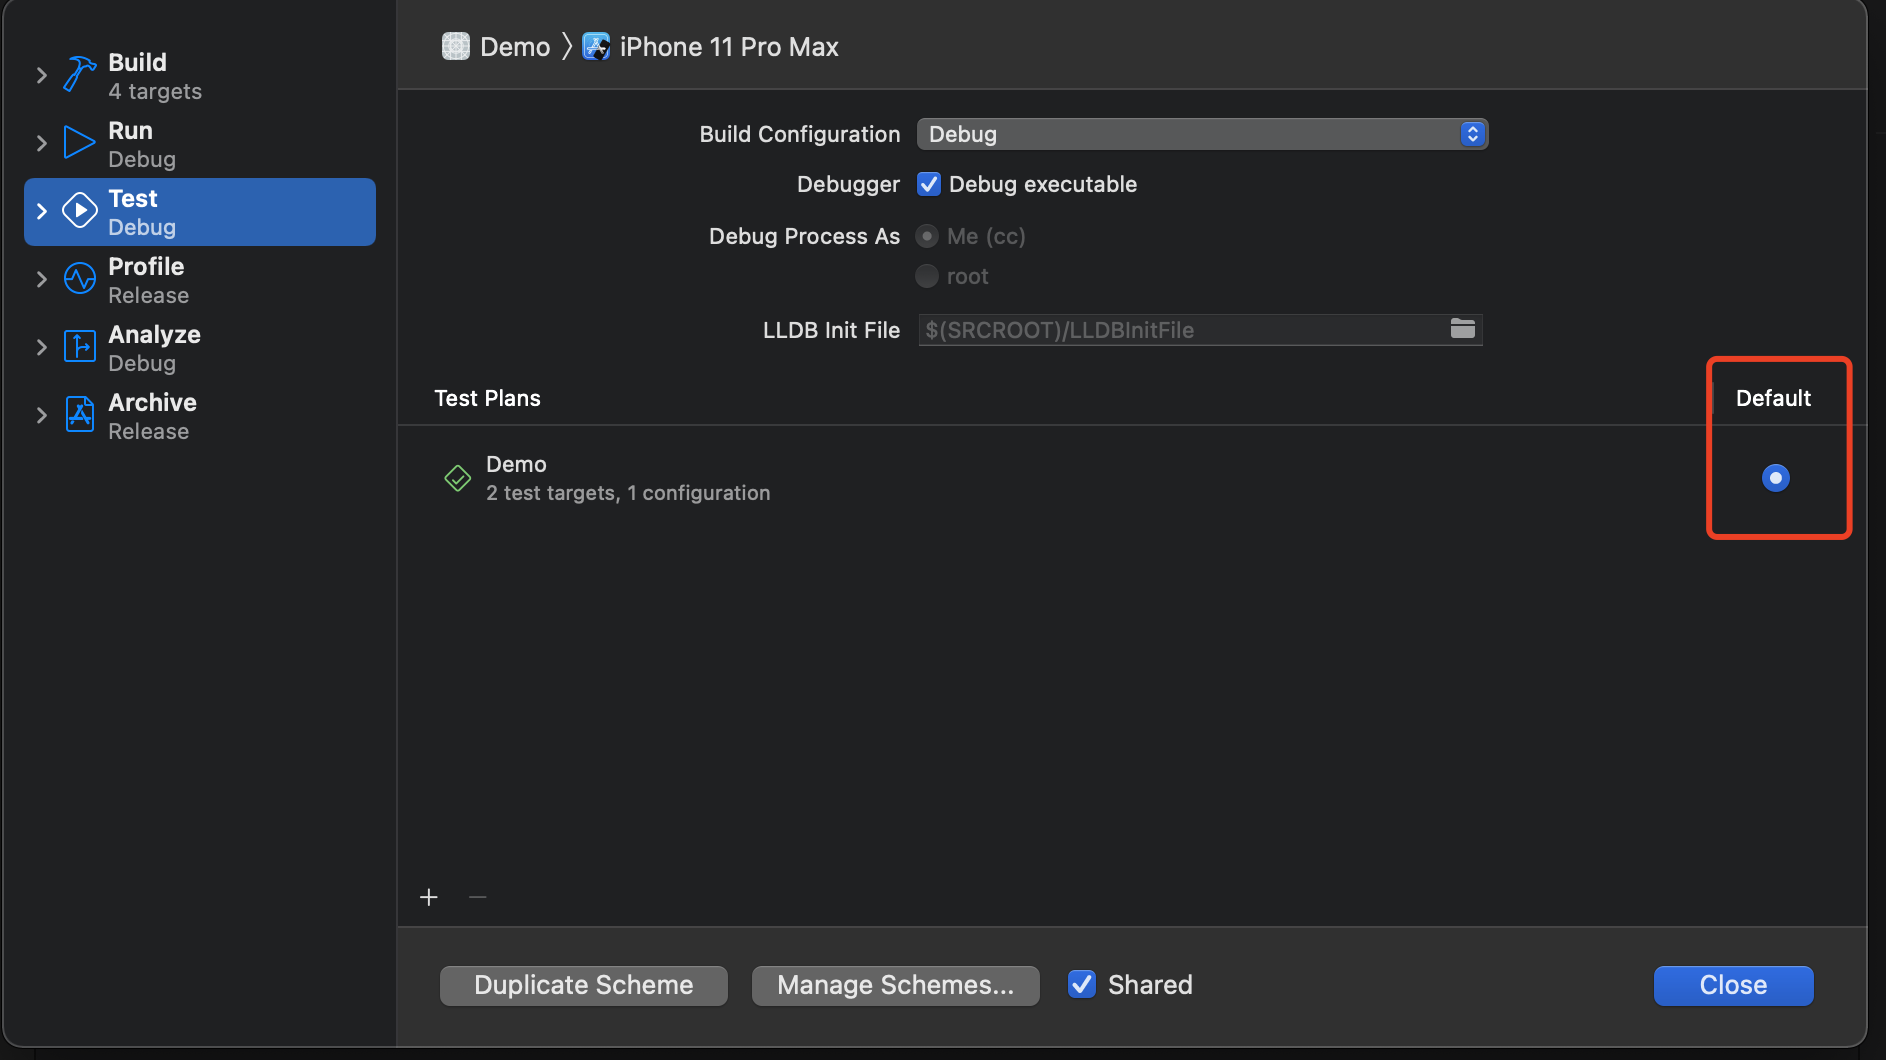 Build
4 targets
Run
Debug
Test
Debug
Profile
Release
Analyze
Debug
Archive
Release
Demo 〉 iPhone 11 Pro Max
Build Configuration Debug
Debugger Debug executable
Debug Process As Me (cc)
root
LLDB Init File $(SRCROOT)/LLDBInitFile
Test Plans Default
Demo
2 test targets, 1 configuration
Duplicate Scheme Manage Schemes... Shared Close